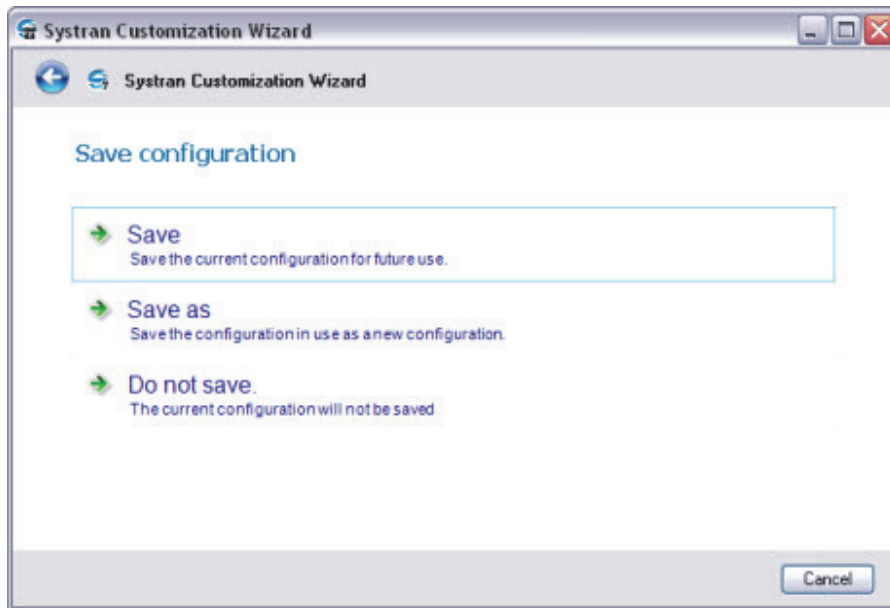 Systran Customization Wizard
Systran Customization Wizard
Save configuration
Save
Save the current configuration for future use.
Save as
Save the configuration in use as a new configuration.
Do not save.
The current configuration will not be saved
Cancel